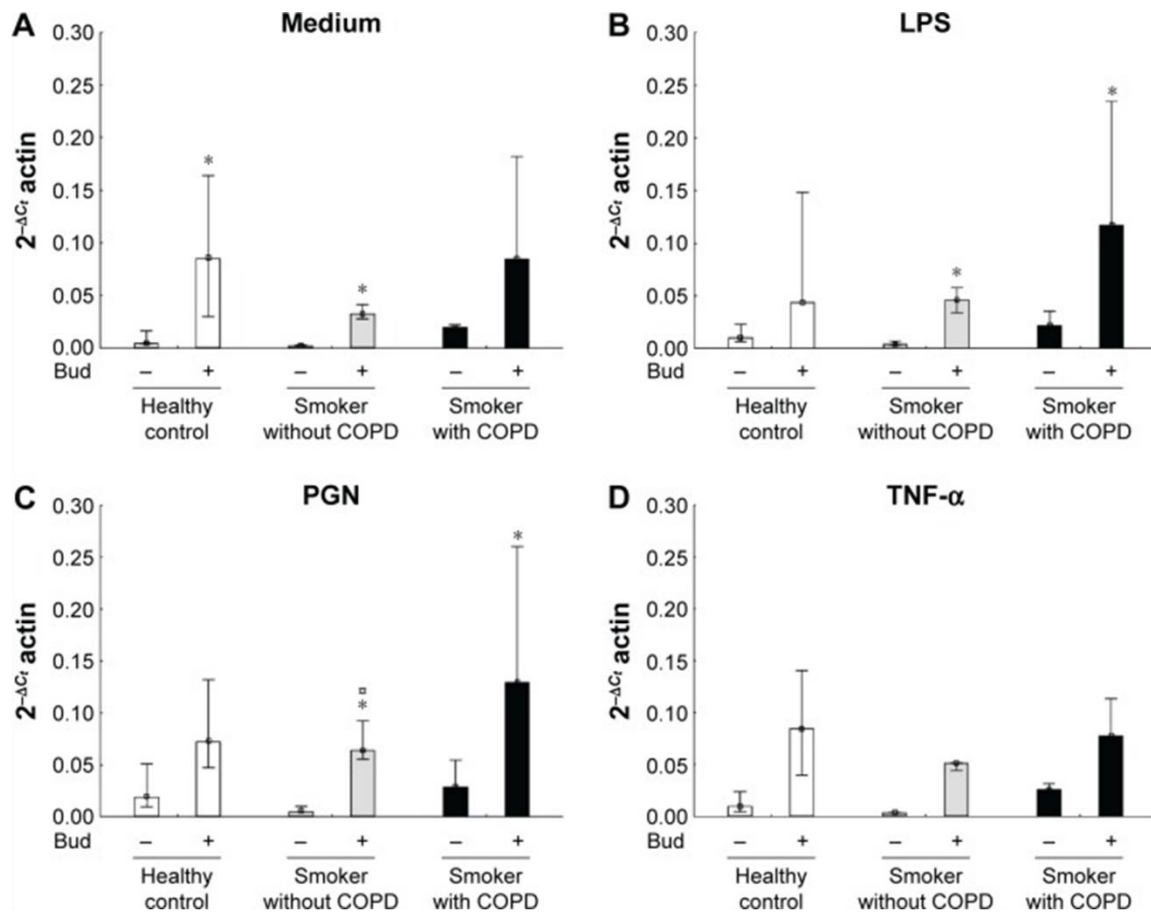 A Medium
0.30
0.25
0.20
0.15
0.10
0.05
0.00
2^−ΔCt actin
*
*
Bud – + – + – +
Healthy Smoker Smoker
control without COPD with COPD
B LPS
0.30
0.25
0.20
0.15
0.10
0.05
0.00
2^−ΔCt actin
*
*
Bud – + – + – +
Healthy Smoker Smoker
control without COPD with COPD
C PGN
0.30
0.25
0.20
0.15
0.10
0.05
0.00
2^−ΔCt actin
*
¤
*
Bud – + – + – +
Healthy Smoker Smoker
control without COPD with COPD
D TNF-α
0.30
0.25
0.20
0.15
0.10
0.05
0.00
2^−ΔCt actin
Bud – + – + – +
Healthy Smoker Smoker
control without COPD with COPD